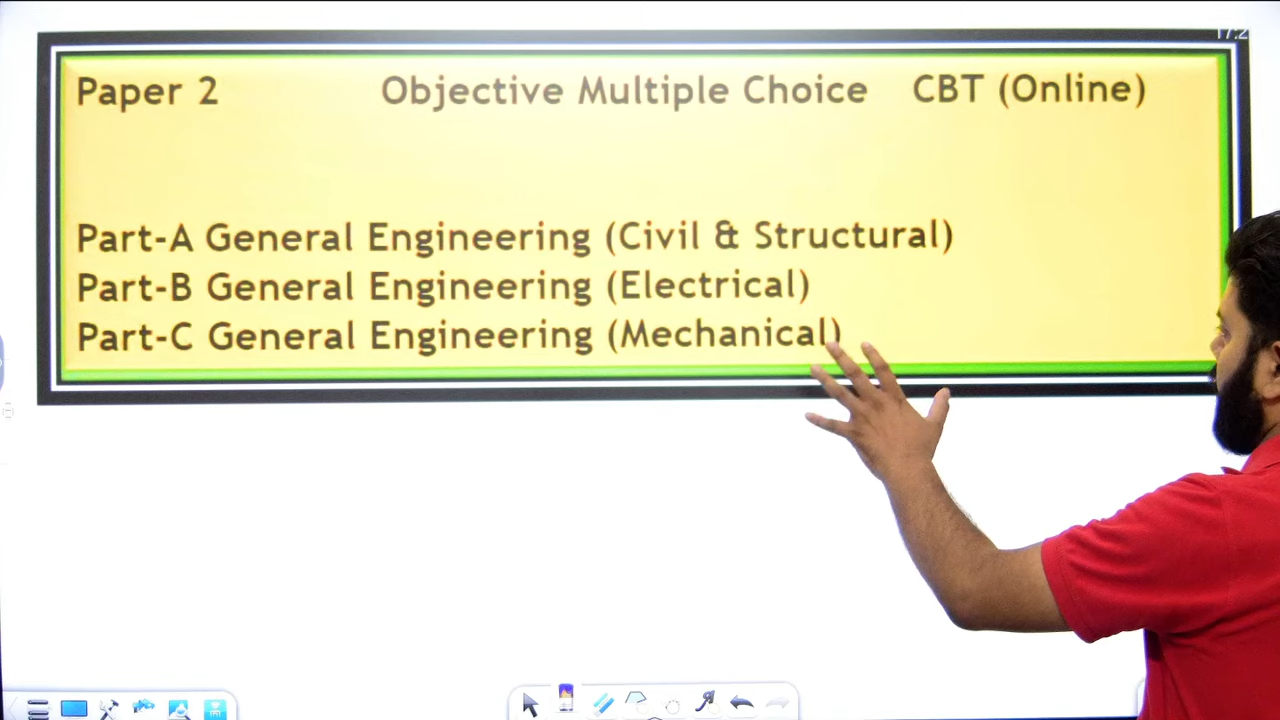 Paper 2 Objective Multiple Choice CBT (Online)
Part-A General Engineering (Civil & Structural)
Part-B General Engineering (Electrical)
Part-C General Engineering (Mechanical)